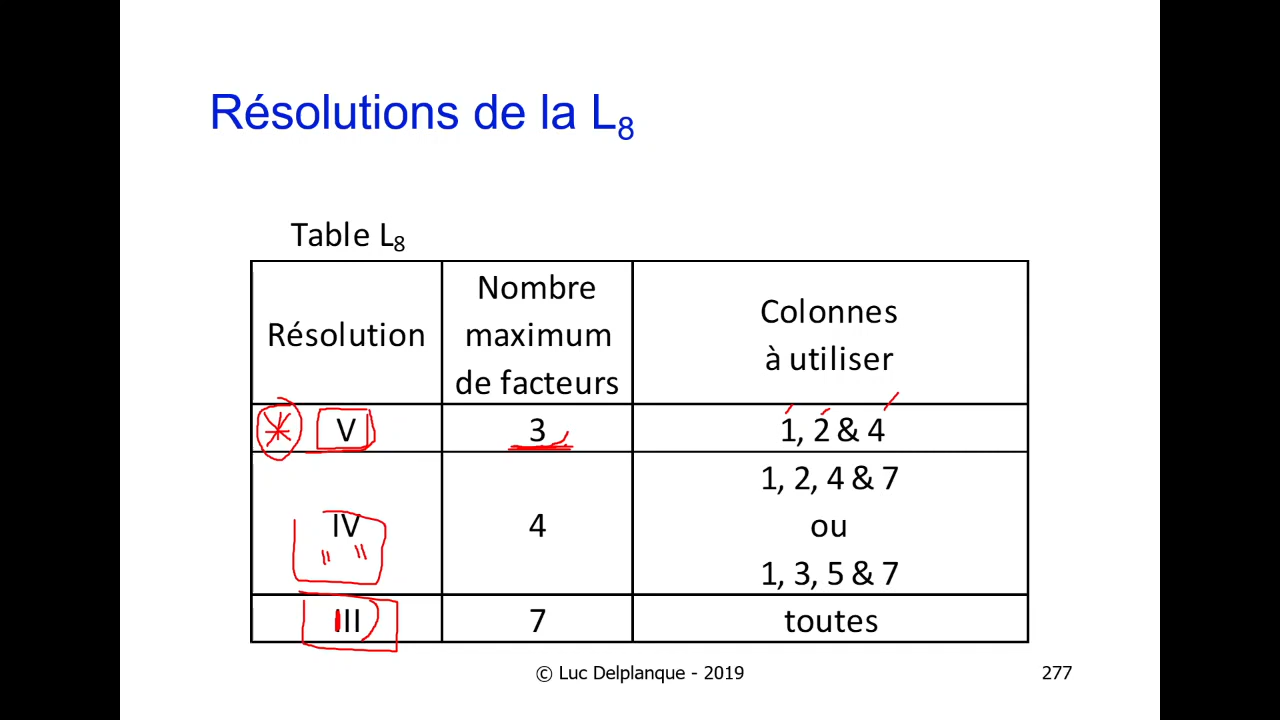 Résolutions de la L8
Table L8
Résolution
Nombre
maximum
de facteurs
Colonnes
à utiliser
V
3
1, 2 & 4
IV
4
1, 2, 4 & 7
ou
1, 3, 5 & 7
III
7
toutes
© Luc Delplanque - 2019
277